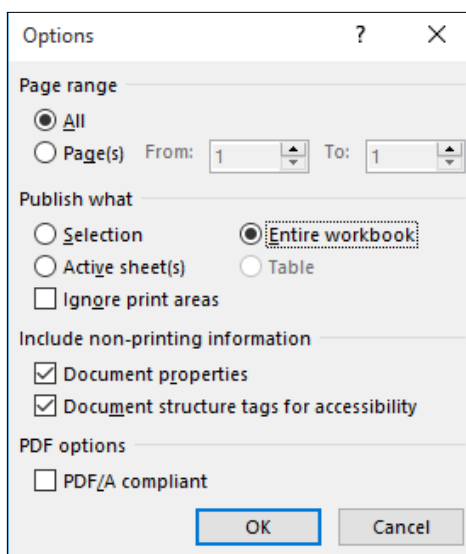 Options ?
Page range
All
Page(s) From: 1 To: 1
Publish what
Selection Entire workbook
Active sheet(s) Table
Ignore print areas
Include non-printing information
Document properties
Document structure tags for accessibility
PDF options
PDF/A compliant
OK Cancel